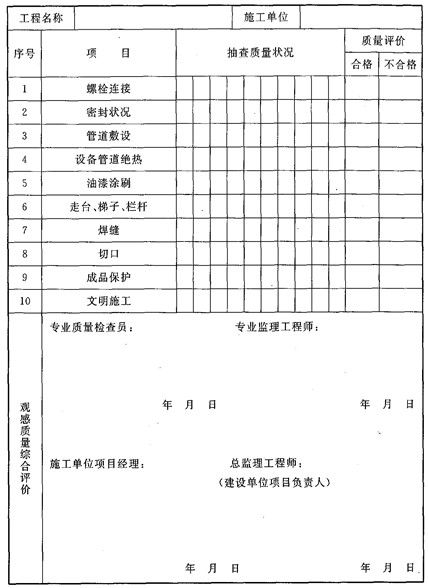 工程名称 施工单位
序号 项 目 抽查质量状况 质量评价
合格 不合格
1 螺栓连接
2 密封状况
3 管道敷设
4 设备管道绝热
5 油漆涂刷
6 走台、梯子、栏杆
7 焊缝
8 切口
9 成品保护
10 文明施工
观感质量综合评价
专业质量检查员: 专业监理工程师:
年 月 日 年 月 日
施工单位项目经理: 总监理工程师:
(建设单位项目负责人)
年 月 日 年 月 日